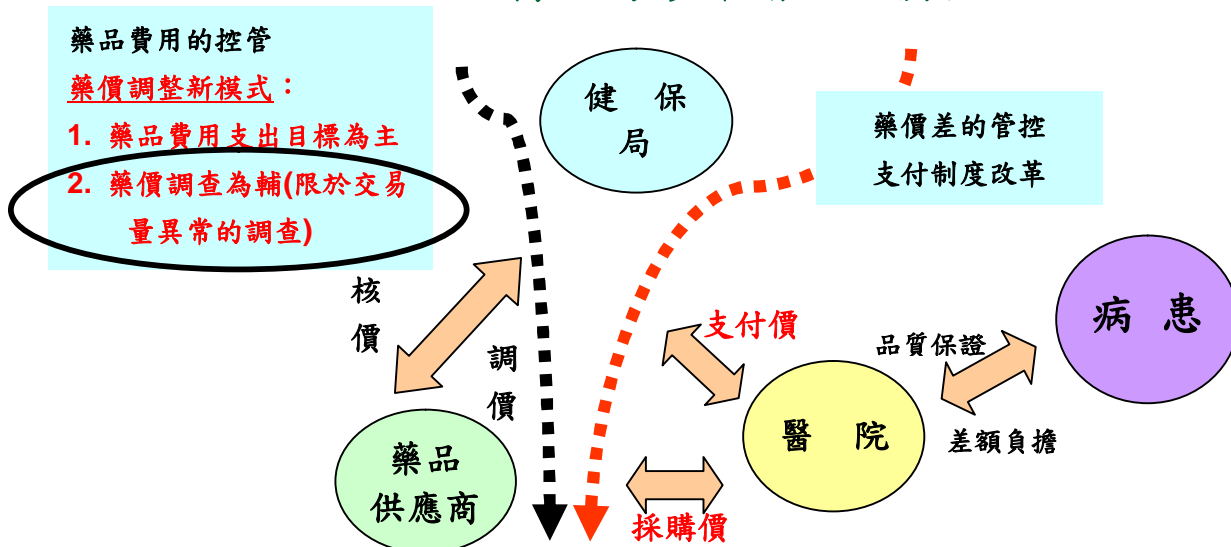 藥品費用的控管
藥價調整新模式：
1. 藥品費用支出目標為主
2. 藥價調查為輔(限於交易
量異常的調查)
健 保
局
藥價差的管控
支付制度改革
核
價
調
價
支付價
品質保證
病 患
醫 院
差額負擔
藥品
供應商
採購價